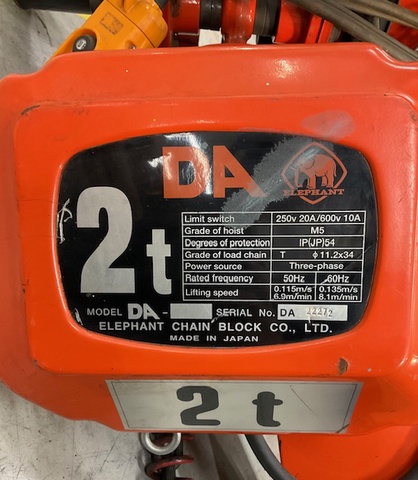 DA
ELEPHANT
2t
Limit switch 250v 20A/600v 10A
Grade of hoist M5
Degrees of protection IP(JP)54
Grade of load chain T φ11.2x34
Power source Three-phase
Rated frequency 50Hz 60Hz
Lifting speed 0.115m/s 0.135m/s
6.9m/min 8.1m/min
MODEL DA- SERIAL No. DA
ELEPHANT CHAIN BLOCK CO., LTD.
MADE IN JAPAN
2t